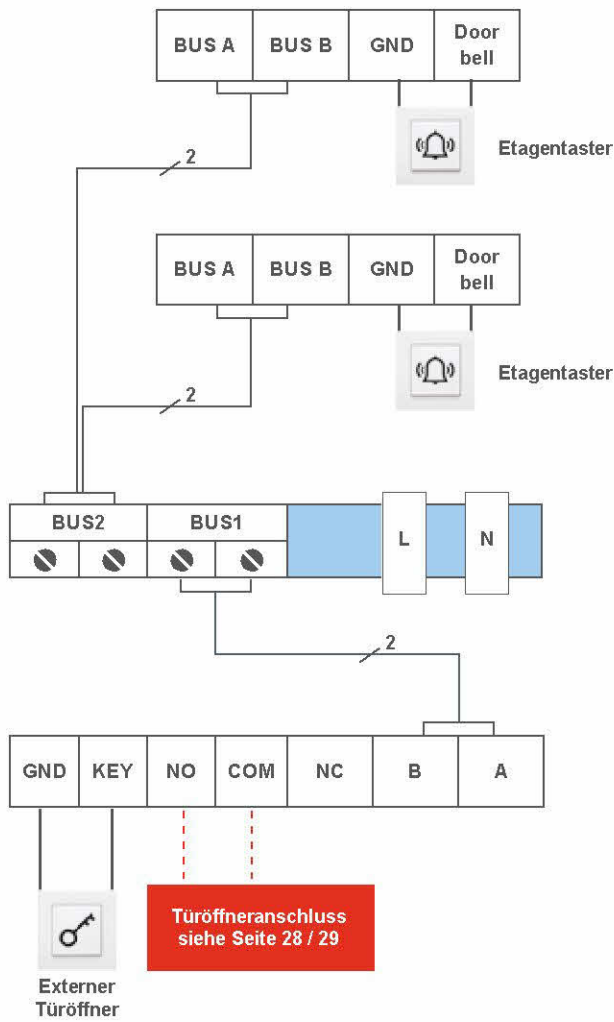 BUS A BUS B GND Door bell
2
Etagentaster
BUS A BUS B GND Door bell
2
Etagentaster
BUS2 BUS1 L N
2
GND KEY NO COM NC B A
Türöffneranschluss
siehe Seite 28 / 29
Externer
Türöffner